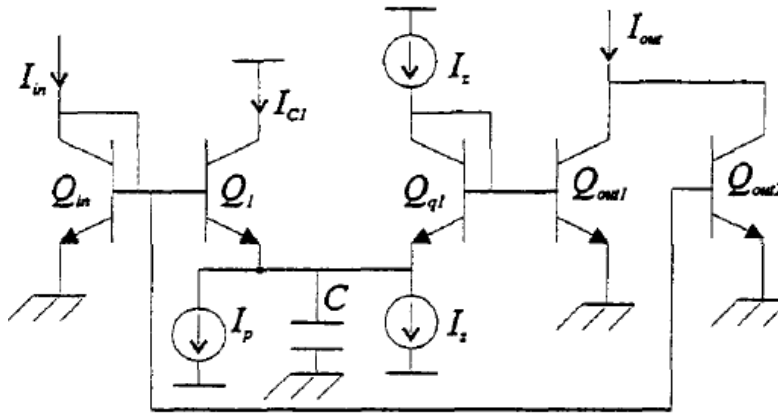 I_in
I_C1
I_z
I_out
Q_in
Q_1
Q_q1
Q_out1
Q_out2
I_p
C
I_z